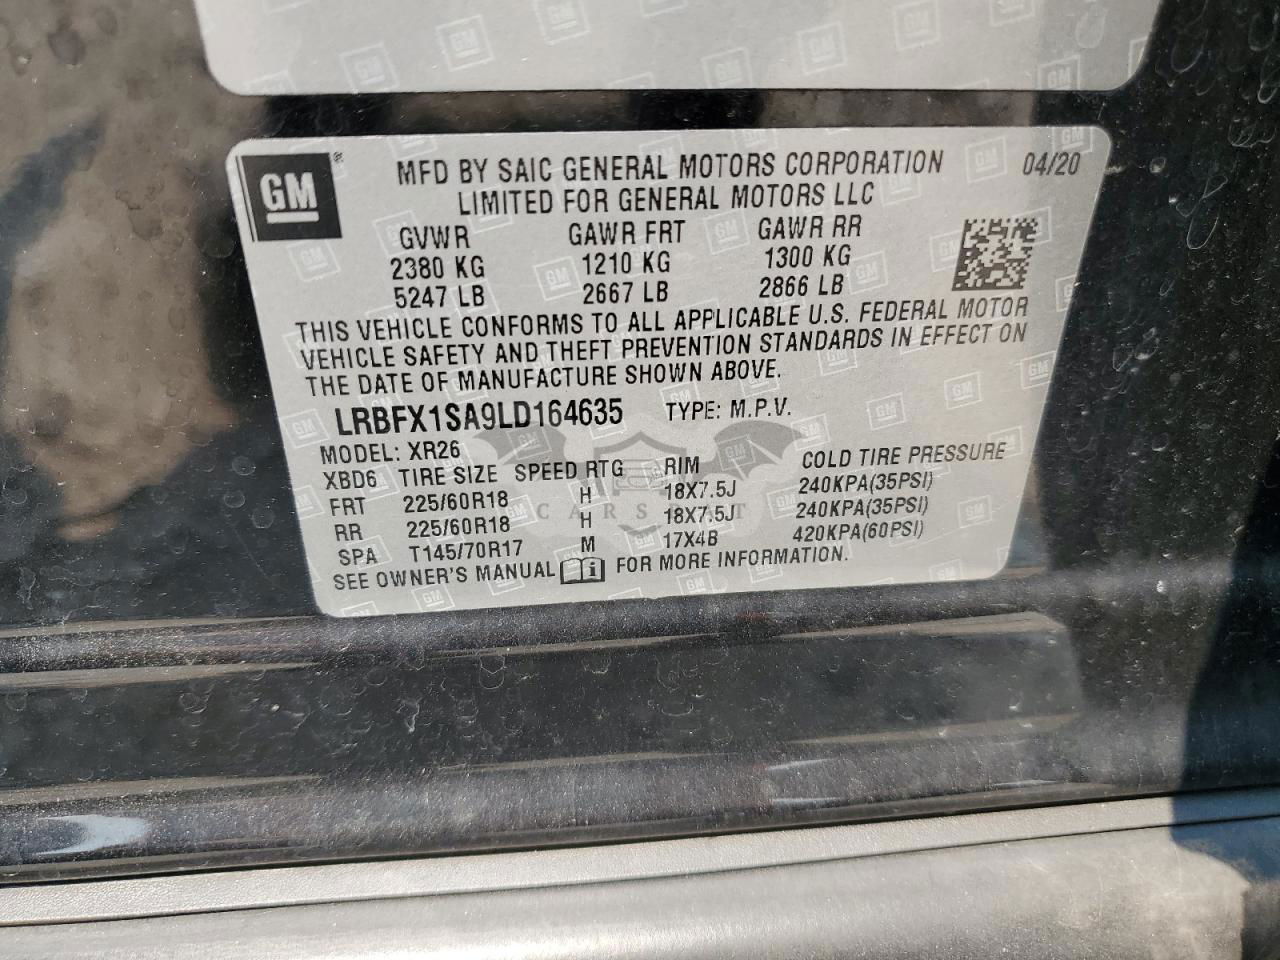 GM® MFD BY SAIC GENERAL MOTORS CORPORATION 04/20
LIMITED FOR GENERAL MOTORS LLC
GVWR GAWR FRT GAWR RR
2380 KG 1210 KG 1300 KG
5247 LB 2667 LB 2866 LB
THIS VEHICLE CONFORMS TO ALL APPLICABLE U.S. FEDERAL MOTOR
VEHICLE SAFETY AND THEFT PREVENTION STANDARDS IN EFFECT ON
THE DATE OF MANUFACTURE SHOWN ABOVE.
LRBFX1SA9LD164635 TYPE: M.P.V.
MODEL: XR26
XBD6 TIRE SIZE SPEED RTG RIM COLD TIRE PRESSURE
FRT 225/60R18 H 18X7.5J 240KPA(35PSI)
RR 225/60R18 H 18X7.5J 240KPA(35PSI)
SPA T145/70R17 M 17X4B 420KPA(60PSI)
SEE OWNER'S MANUAL FOR MORE INFORMATION.